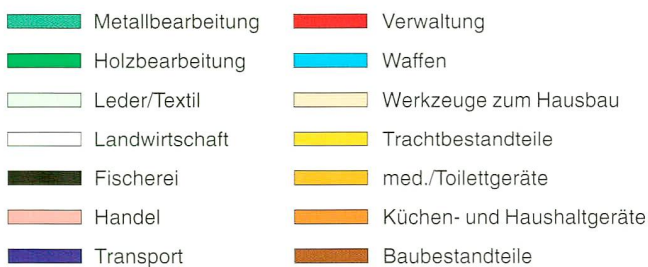 Metallbearbeitung
Holzbearbeitung
Leder/Textil
Landwirtschaft
Fischerei
Handel
Transport
Verwaltung
Waffen
Werkzeuge zum Hausbau
Trachtbestandteile
med./Toilettgeräte
Küchen- und Haushaltgeräte
Baubestandteile